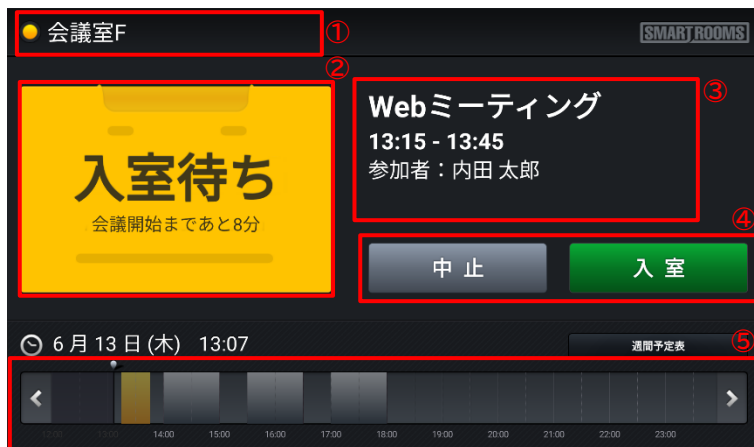 会議室F
①
SMART ROOMS
②
入室待ち
会議開始まであと8分
Webミーティング
13:15 - 13:45
参加者：内田 太郎
③
④
中 止
入 室
6 月 13 日 (木) 13:07
週間予定表
⑤
12:00 13:00 14:00 15:00 16:00 17:00 18:00 19:00 20:00 21:00 22:00 23:00